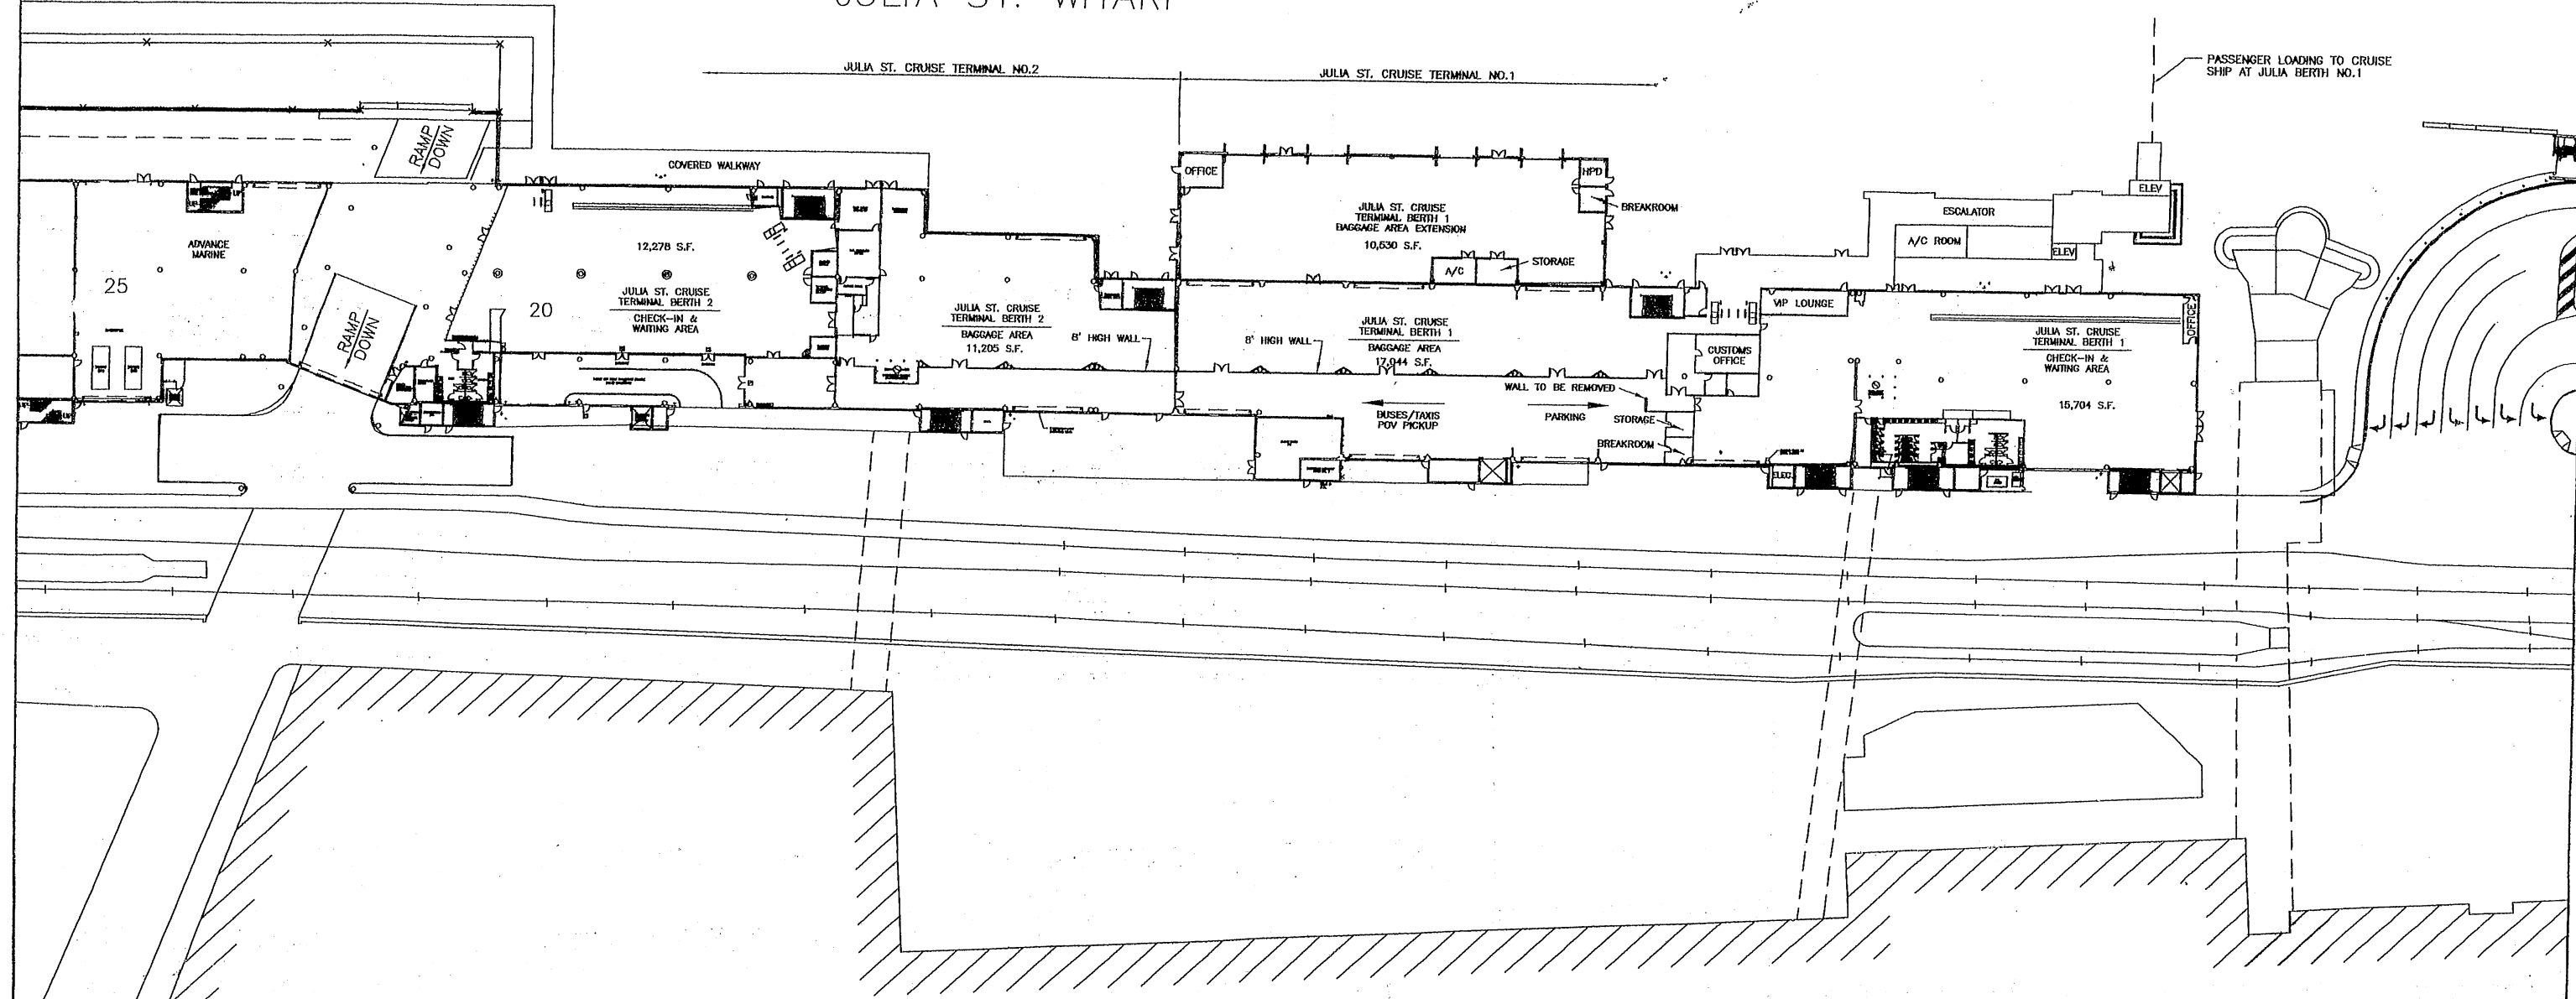 JULIA ST. WHARF
JULIA ST. CRUISE TERMINAL NO.2
JULIA ST. CRUISE TERMINAL NO.1
PASSENGER LOADING TO CRUISE
SHIP AT JULIA BERTH NO.1
RAMP
DOWN
COVERED WALKWAY
OFFICE
HPD
BREAKROOM
ELEV
ESCALATOR
A/C ROOM
ELEV
JULIA ST. CRUISE
TERMINAL BERTH 1
BAGGAGE AREA EXTENSION
10,530 S.F.
A/C
STORAGE
ADVANCE
MARINE
25
12,278 S.F.
JULIA ST. CRUISE
TERMINAL BERTH 2
CHECK-IN &
WAITING AREA
20
RAMP
DOWN
JULIA ST. CRUISE
TERMINAL BERTH 2
BAGGAGE AREA
11,205 S.F.
8' HIGH WALL
8' HIGH WALL
JULIA ST. CRUISE
TERMINAL BERTH 1
BAGGAGE AREA
17,944 S.F.
VIP LOUNGE
CUSTOMS
OFFICE
OFFICE
JULIA ST. CRUISE
TERMINAL BERTH 1
CHECK-IN &
WAITING AREA
15,704 S.F.
WALL TO BE REMOVED
BUSES/TAXIS
POV PICKUP
PARKING
STORAGE
BREAKROOM
ELEC